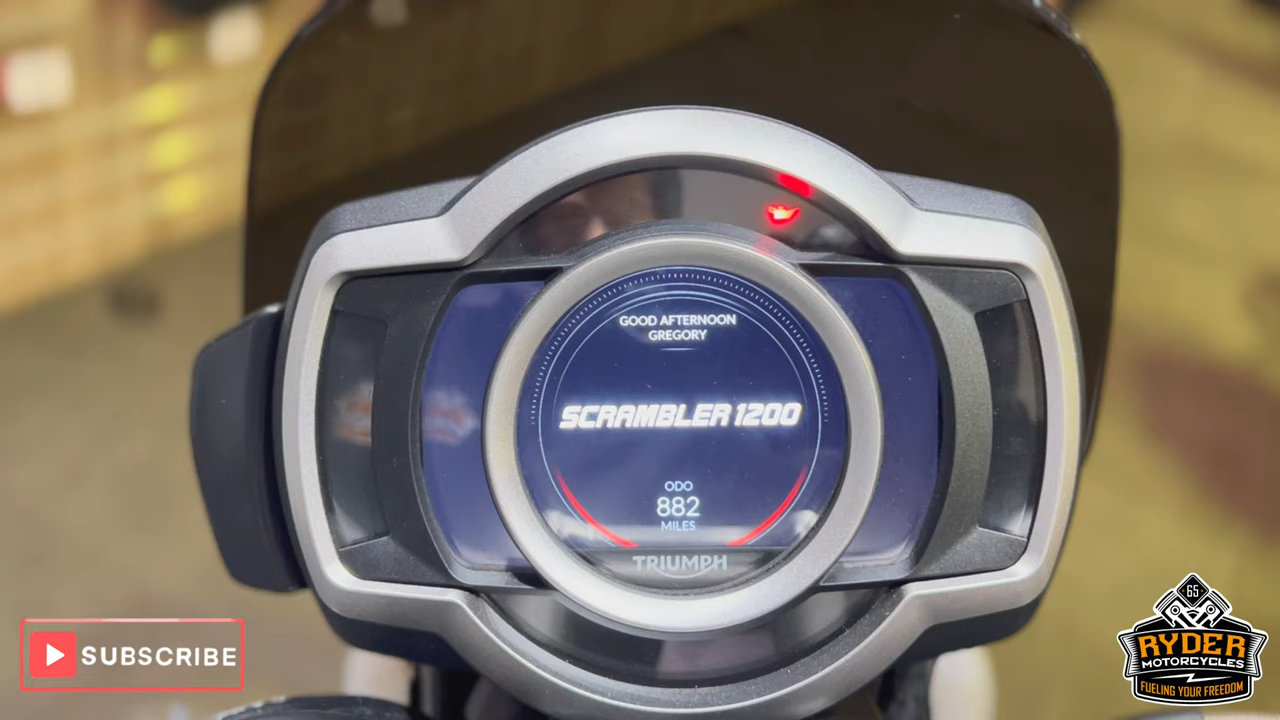 GOOD AFTERNOON
GREGORY
SCRAMBLER 1200
ODO
882
MILES
TRIUMPH
SUBSCRIBE
65
RYDER
MOTORCYCLES
FUELING YOUR FREEDOM